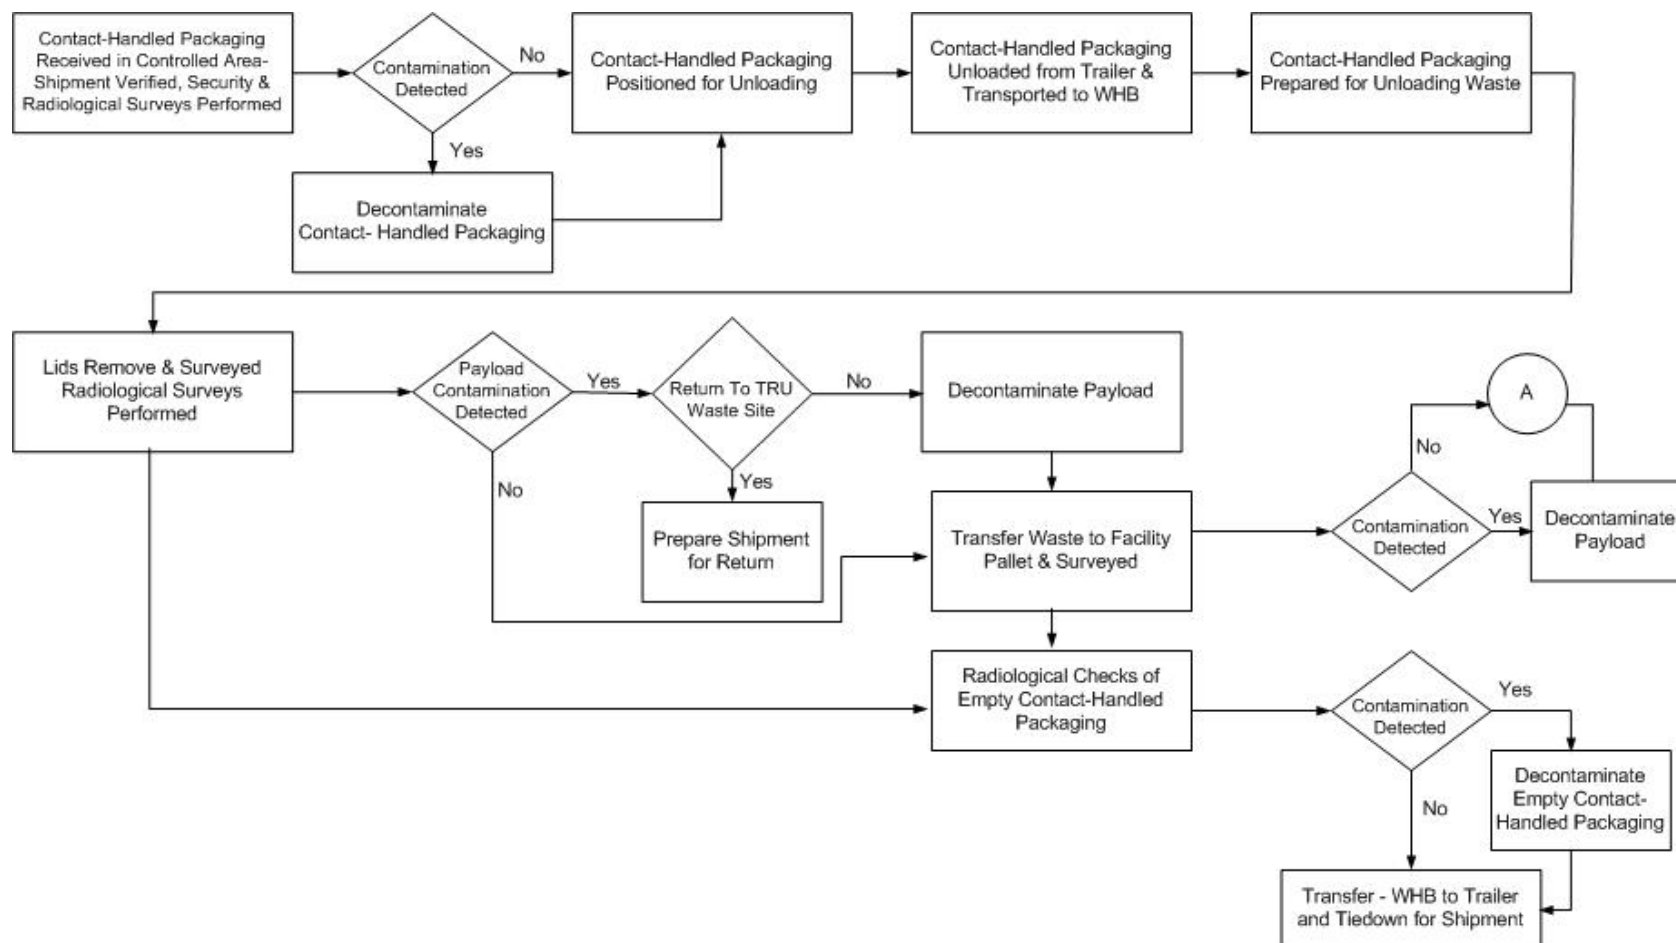 Contact-Handled Packaging
Received in Controlled Area-
Shipment Verified, Security &
Radiological Surveys Performed
Contamination
Detected
No
Yes
Contact-Handled Packaging
Positioned for Unloading
Contact-Handled Packaging
Unloaded from Trailer &
Transported to WHB
Contact-Handled Packaging
Prepared for Unloading Waste
Decontaminate
Contact- Handled Packaging
Lids Remove & Surveyed
Radiological Surveys
Performed
Payload
Contamination
Detected
Yes
No
Return To TRU
Waste Site
No
Yes
Decontaminate Payload
Prepare Shipment
for Return
Transfer Waste to Facility
Pallet & Surveyed
Contamination
Detected
No
Yes
A
Decontaminate
Payload
Radiological Checks of
Empty Contact-Handled
Packaging
Contamination
Detected
Yes
No
Decontaminate
Empty Contact-
Handled Packaging
Transfer - WHB to Trailer
and Tiedown for Shipment